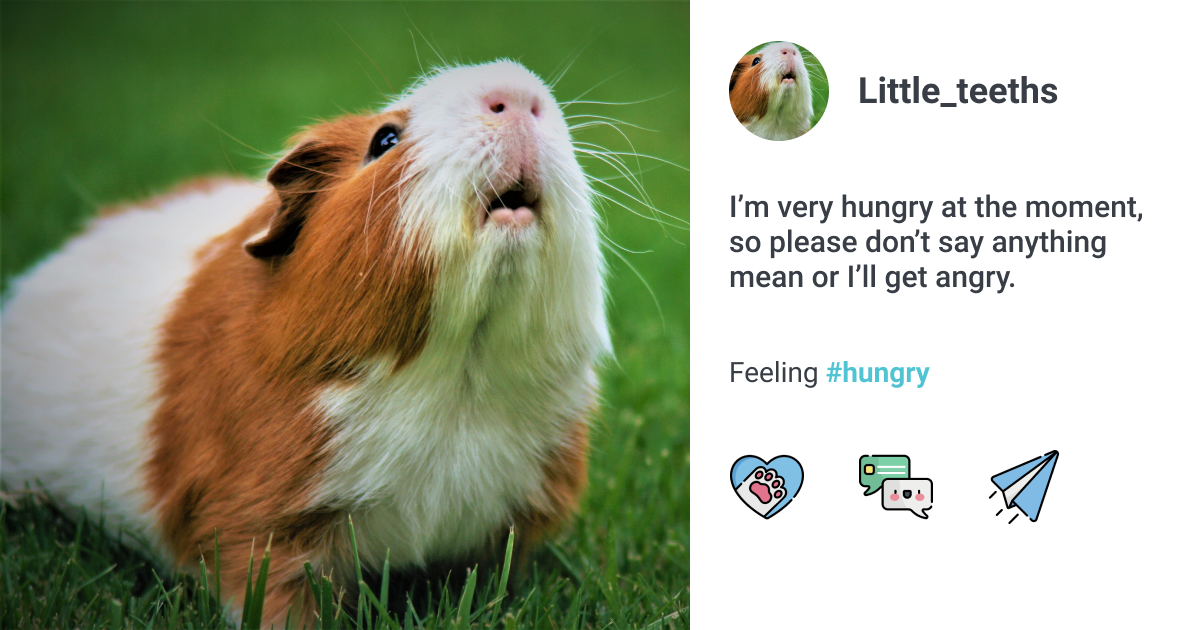 Little_teeths
I’m very hungry at the moment,
so please don’t say anything
mean or I’ll get angry.
Feeling #hungry